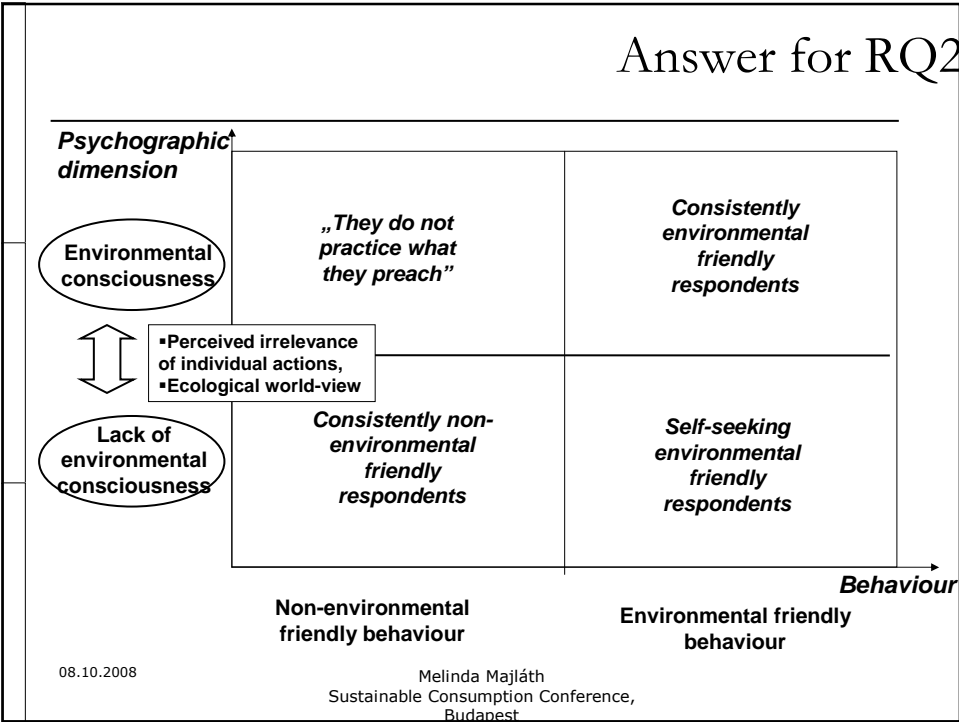 Answer for RQ2
Psychographic
dimension
„They do not
practice what
they preach”
Consistently
environmental
friendly
respondents
Environmental
consciousness
▪Perceived irrelevance
of individual actions,
▪Ecological world-view
Lack of
environmental
consciousness
Consistently non-
environmental
friendly
respondents
Self-seeking
environmental
friendly
respondents
Behaviour
Non-environmental
friendly behaviour
Environmental friendly
behaviour
08.10.2008
Melinda Majláth
Sustainable Consumption Conference,
Budapest